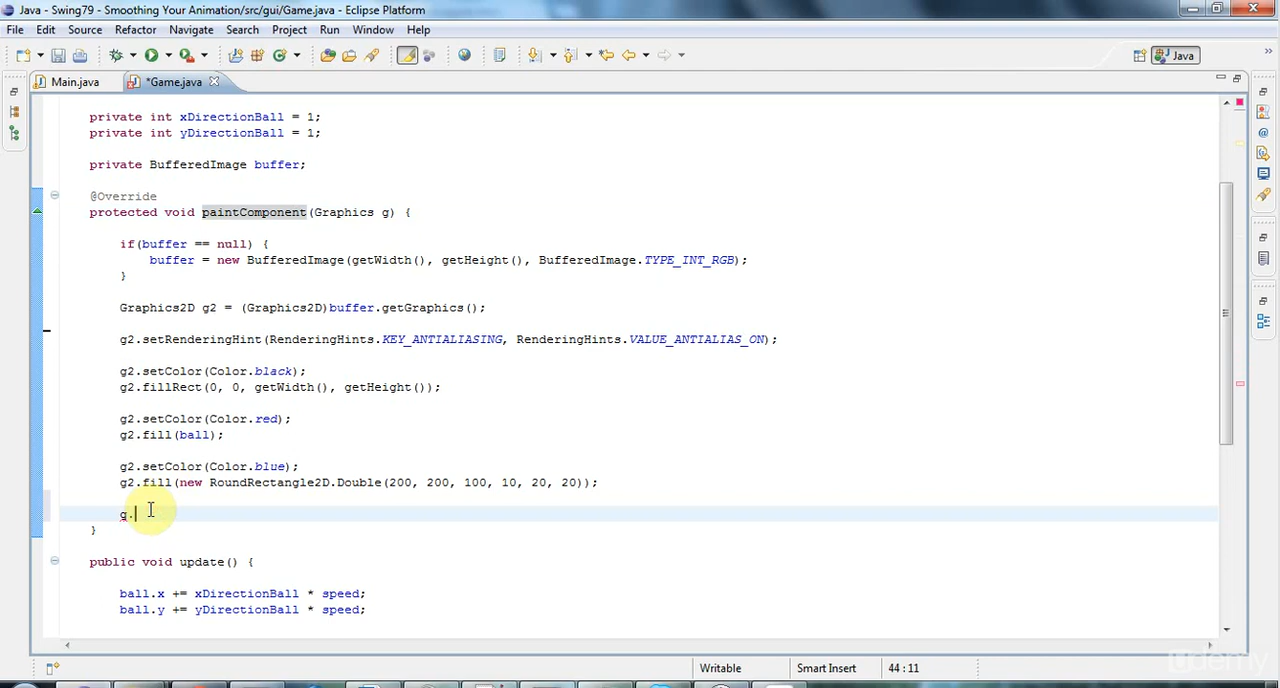 Java - Swing79 - Smoothing Your Animation/src/gui/Game.java - Eclipse Platform
File Edit Source Refactor Navigate Search Project Run Window Help
Java
Main.java *Game.java
private int xDirectionBall = 1;
private int yDirectionBall = 1;
private BufferedImage buffer;
@Override
protected void paintComponent(Graphics g) {
if(buffer == null) {
buffer = new BufferedImage(getWidth(), getHeight(), BufferedImage.TYPE_INT_RGB);
}
Graphics2D g2 = (Graphics2D)buffer.getGraphics();
g2.setRenderingHint(RenderingHints.KEY_ANTIALIASING, RenderingHints.VALUE_ANTIALIAS_ON);
g2.setColor(Color.black);
g2.fillRect(0, 0, getWidth(), getHeight());
g2.setColor(Color.red);
g2.fill(ball);
g2.setColor(Color.blue);
g2.fill(new RoundRectangle2D.Double(200, 200, 100, 10, 20, 20));
g.
}
public void update() {
ball.x += xDirectionBall * speed;
ball.y += yDirectionBall * speed;
Writable Smart Insert 44 : 11
udemy